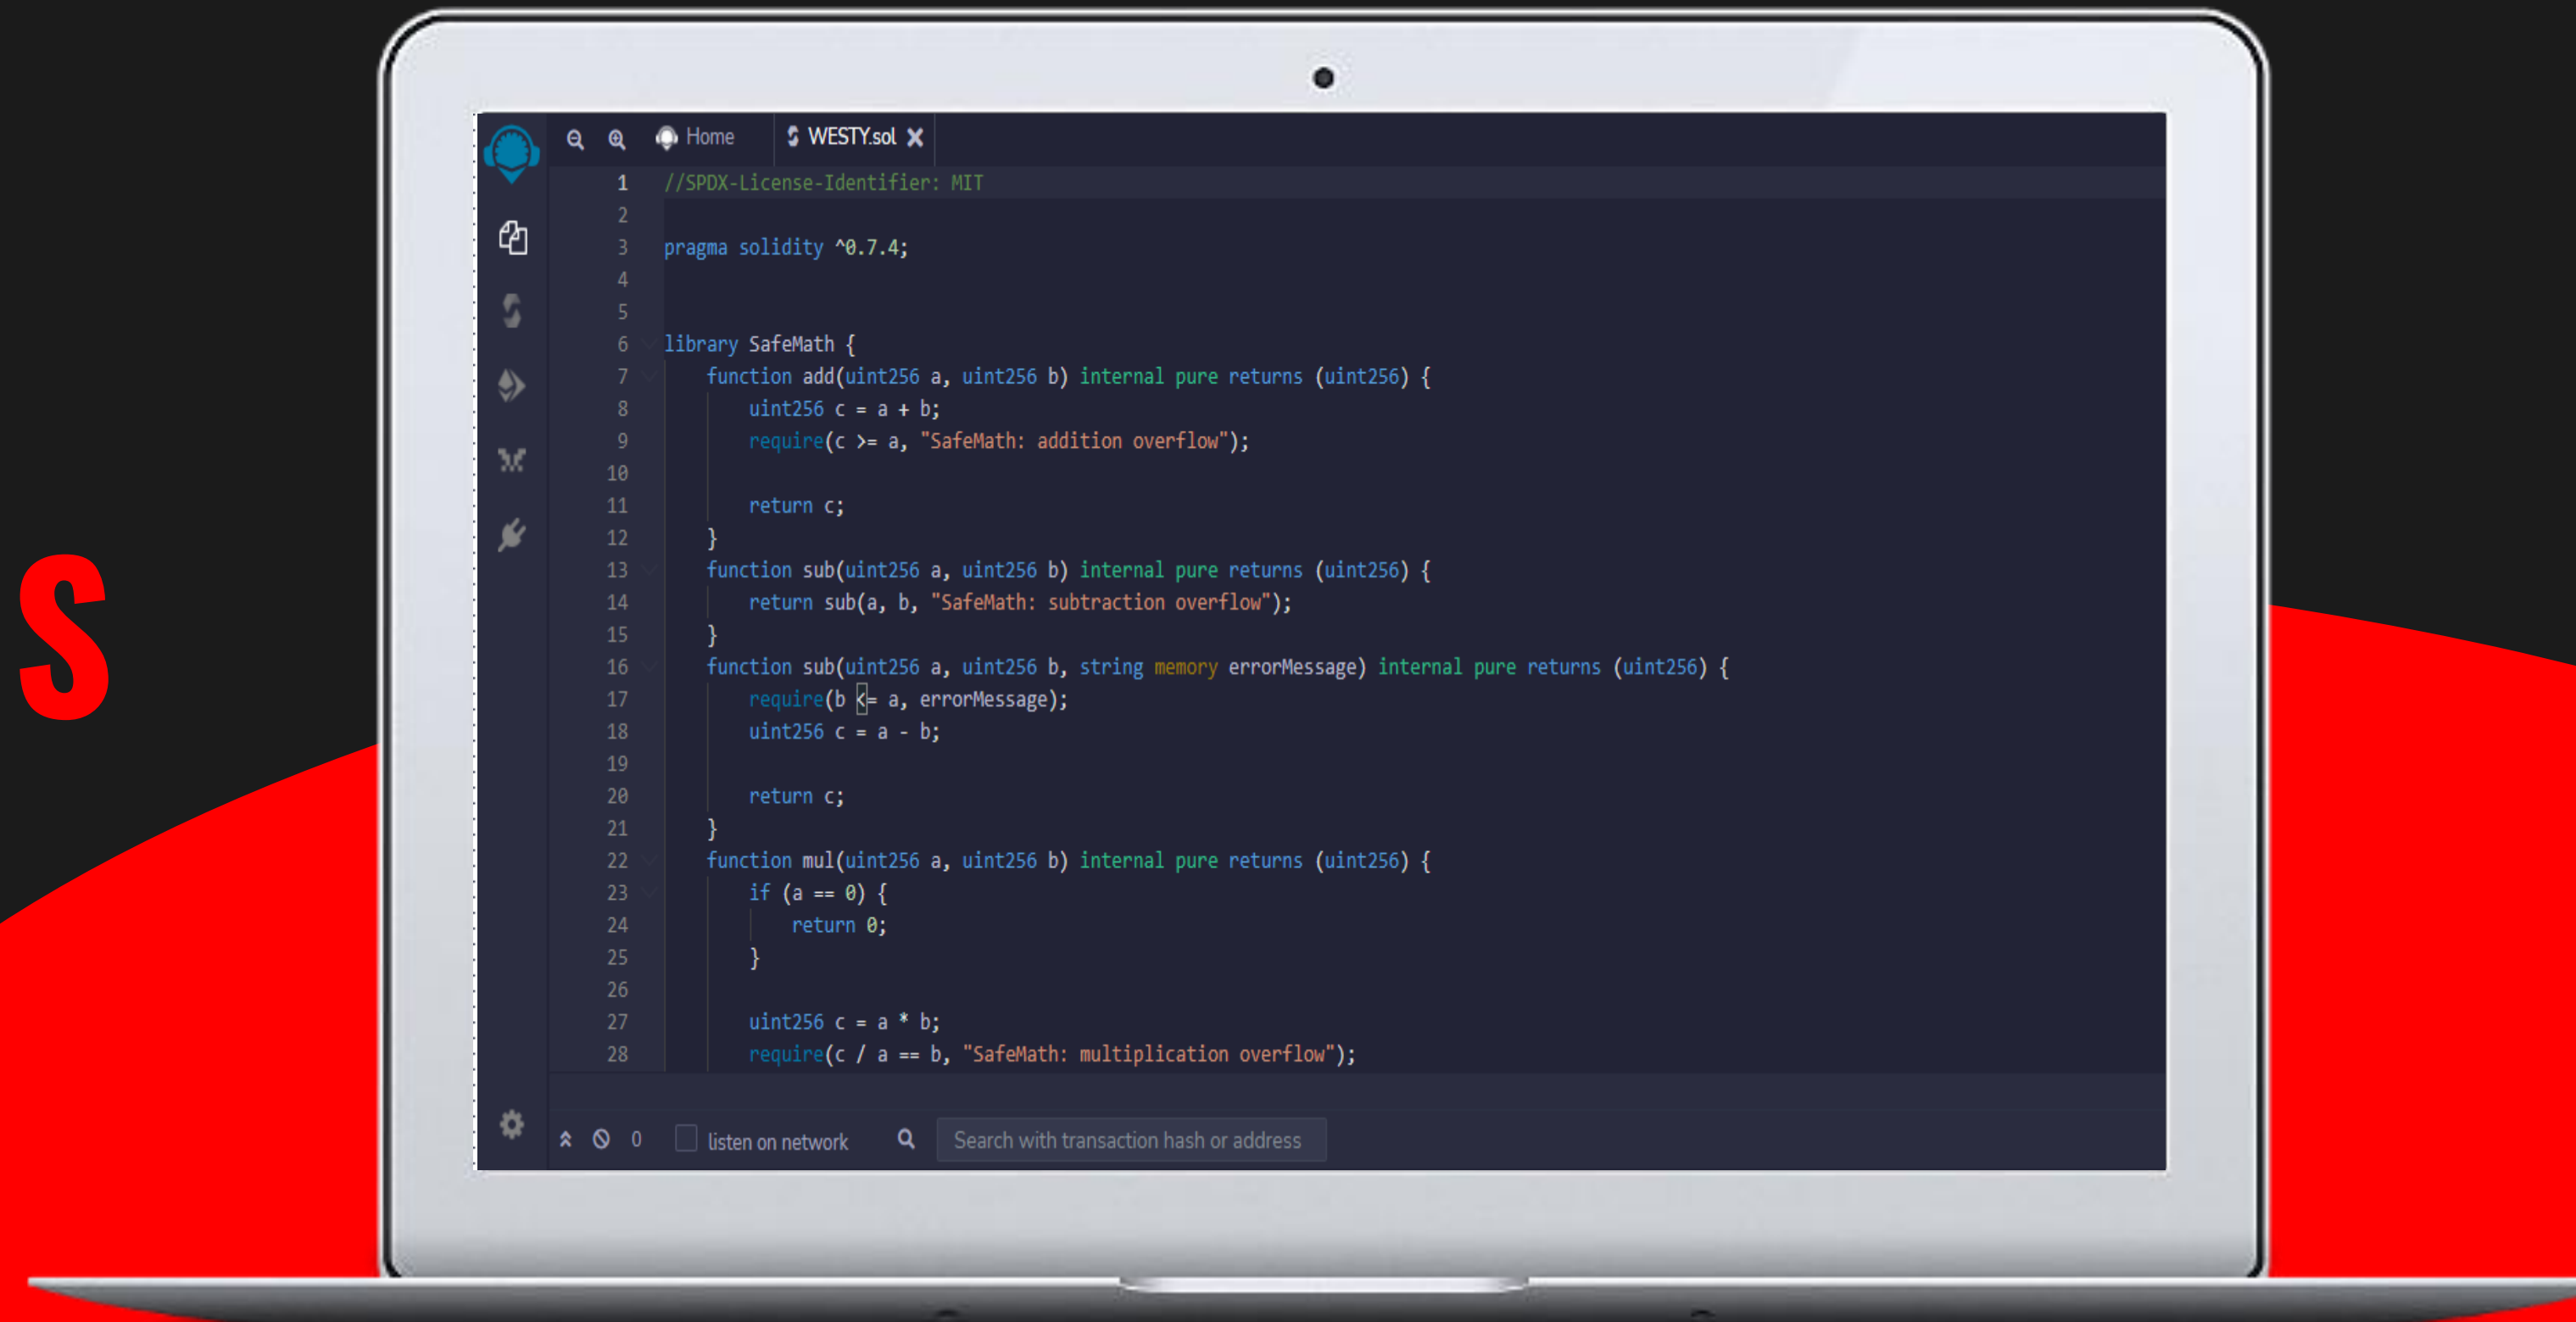 S
Home WESTY.sol
1 //SPDX-License-Identifier: MIT
2
3 pragma solidity ^0.7.4;
4
5
6 library SafeMath {
7 function add(uint256 a, uint256 b) internal pure returns (uint256) {
8 uint256 c = a + b;
9 require(c >= a, "SafeMath: addition overflow");
10
11 return c;
12 }
13 function sub(uint256 a, uint256 b) internal pure returns (uint256) {
14 return sub(a, b, "SafeMath: subtraction overflow");
15 }
16 function sub(uint256 a, uint256 b, string memory errorMessage) internal pure returns (uint256) {
17 require(b <= a, errorMessage);
18 uint256 c = a - b;
19
20 return c;
21 }
22 function mul(uint256 a, uint256 b) internal pure returns (uint256) {
23 if (a == 0) {
24 return 0;
25 }
26
27 uint256 c = a * b;
28 require(c / a == b, "SafeMath: multiplication overflow");
0 listen on network Search with transaction hash or address